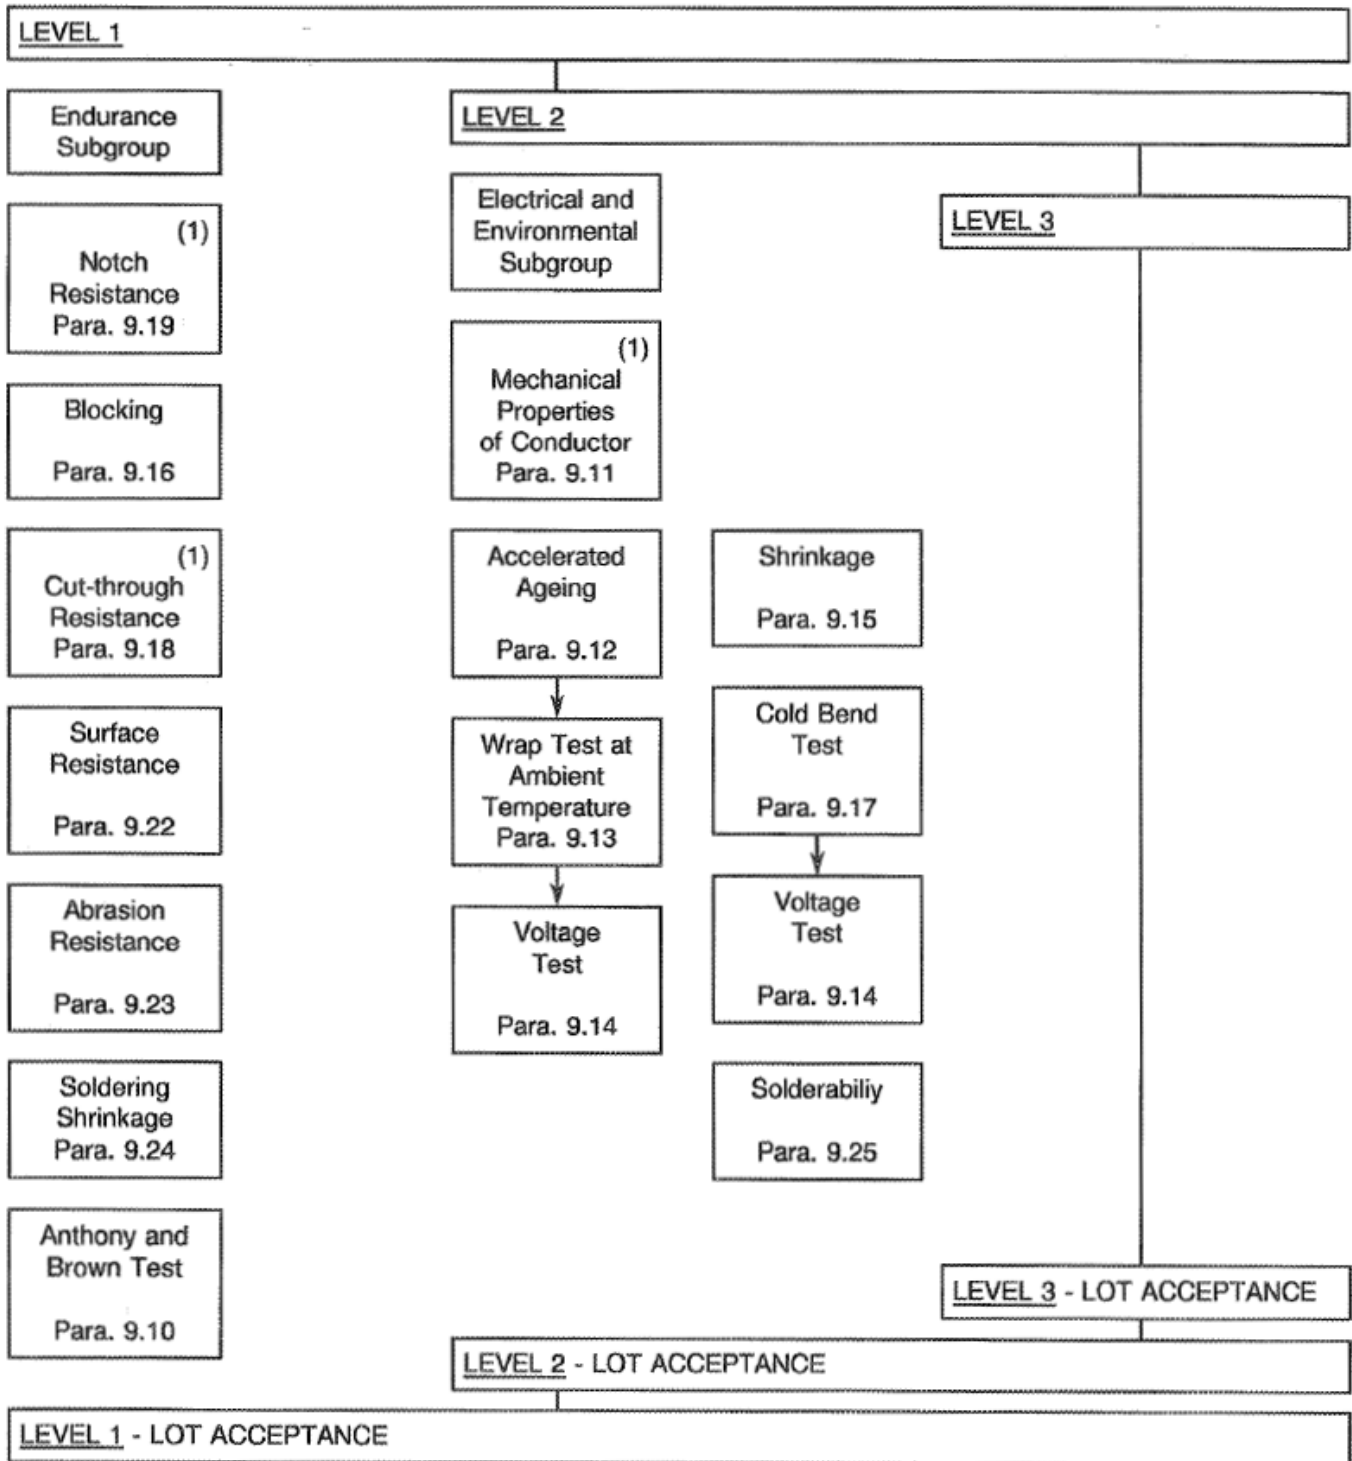 LEVEL 1
Endurance
Subgroup
(1)
Notch
Resistance
Para. 9.19
Blocking
Para. 9.16
(1)
Cut-through
Resistance
Para. 9.18
Surface
Resistance
Para. 9.22
Abrasion
Resistance
Para. 9.23
Soldering
Shrinkage
Para. 9.24
Anthony and
Brown Test
Para. 9.10
LEVEL 2
Electrical and
Environmental
Subgroup
(1)
Mechanical
Properties
of Conductor
Para. 9.11
Accelerated
Ageing
Para. 9.12
Wrap Test at
Ambient
Temperature
Para. 9.13
Voltage
Test
Para. 9.14
Shrinkage
Para. 9.15
Cold Bend
Test
Para. 9.17
Voltage
Test
Para. 9.14
Solderabiliy
Para. 9.25
LEVEL 3
LEVEL 3 - LOT ACCEPTANCE
LEVEL 2 - LOT ACCEPTANCE
LEVEL 1 - LOT ACCEPTANCE